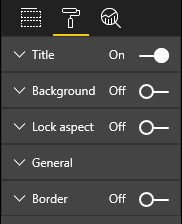 Title On
Background Off
Lock aspect Off
General
Border Off